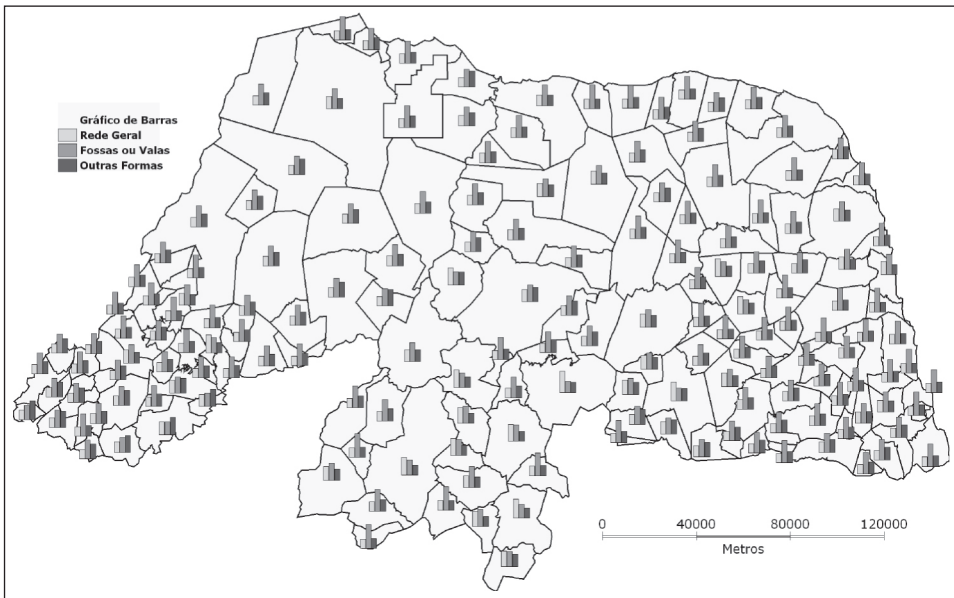 Gráfico de Barras
Rede Geral
Fossas ou Valas
Outras Formas
0 40000 80000 120000
Metros